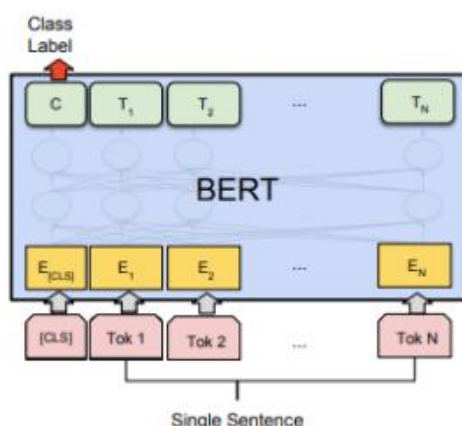 Class
Label
C T1 T2 ... TN
BERT
E[CLS] E1 E2 ... EN
[CLS] Tok 1 Tok 2 ... Tok N
Single Sentence